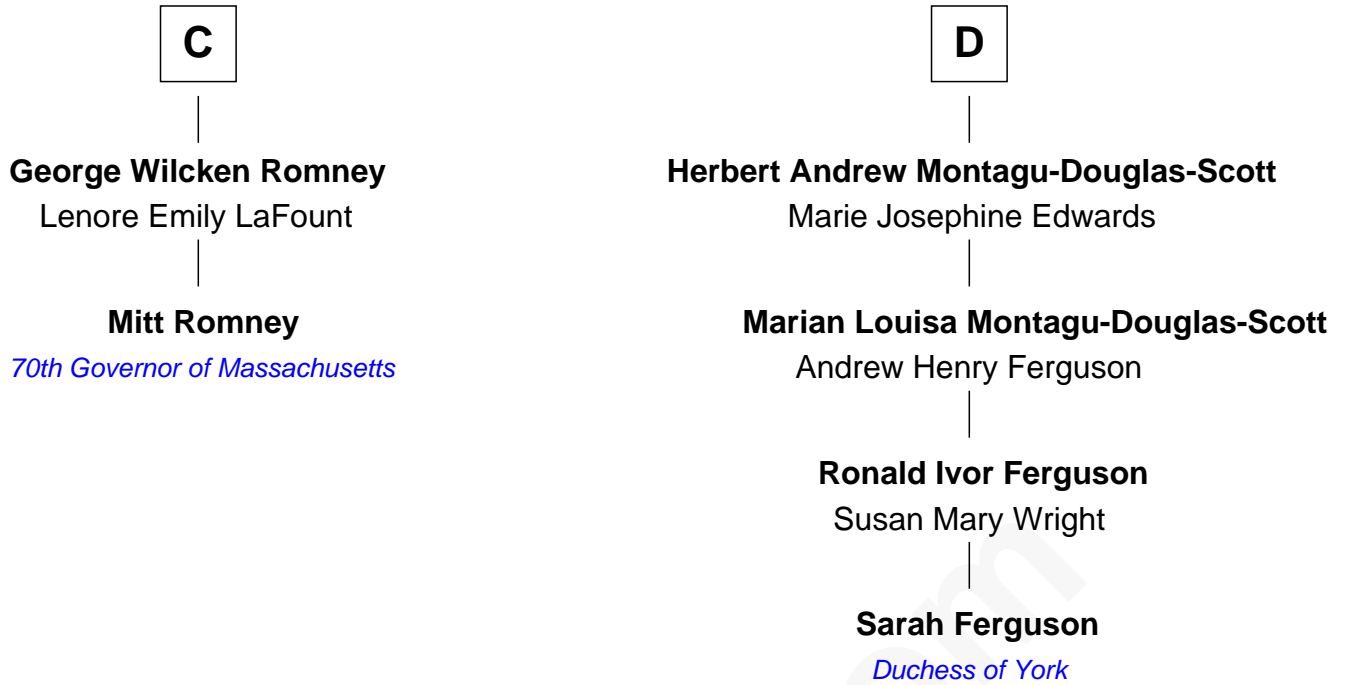 C
George Wilcken Romney
Lenore Emily LaFount
Mitt Romney
70th Governor of Massachusetts
D
Herbert Andrew Montagu-Douglas-Scott
Marie Josephine Edwards
Marian Louisa Montagu-Douglas-Scott
Andrew Henry Ferguson
Ronald Ivor Ferguson
Susan Mary Wright
Sarah Ferguson
Duchess of York